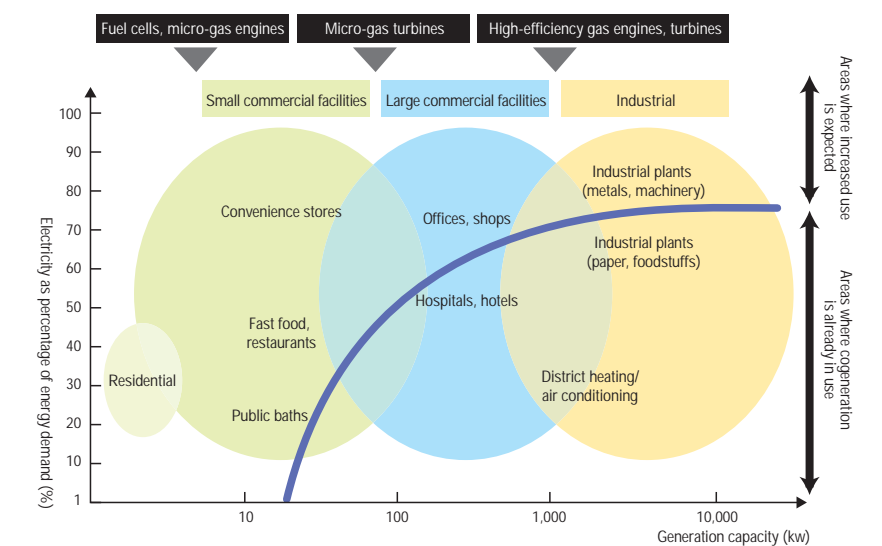 Fuel cells, micro-gas engines
Micro-gas turbines
High-efficiency gas engines, turbines
Small commercial facilities
Large commercial facilities
Industrial
Areas where increased use
is expected
Areas where cogeneration
is already in use
Electricity as percentage of energy demand (%)
100
90
80
70
60
50
40
30
20
10
1
Convenience stores
Fast food,
restaurants
Public baths
Residential
Offices, shops
Hospitals, hotels
Industrial plants
(metals, machinery)
Industrial plants
(paper, foodstuffs)
District heating/
air conditioning
10
100
1,000
10,000
Generation capacity (kw)